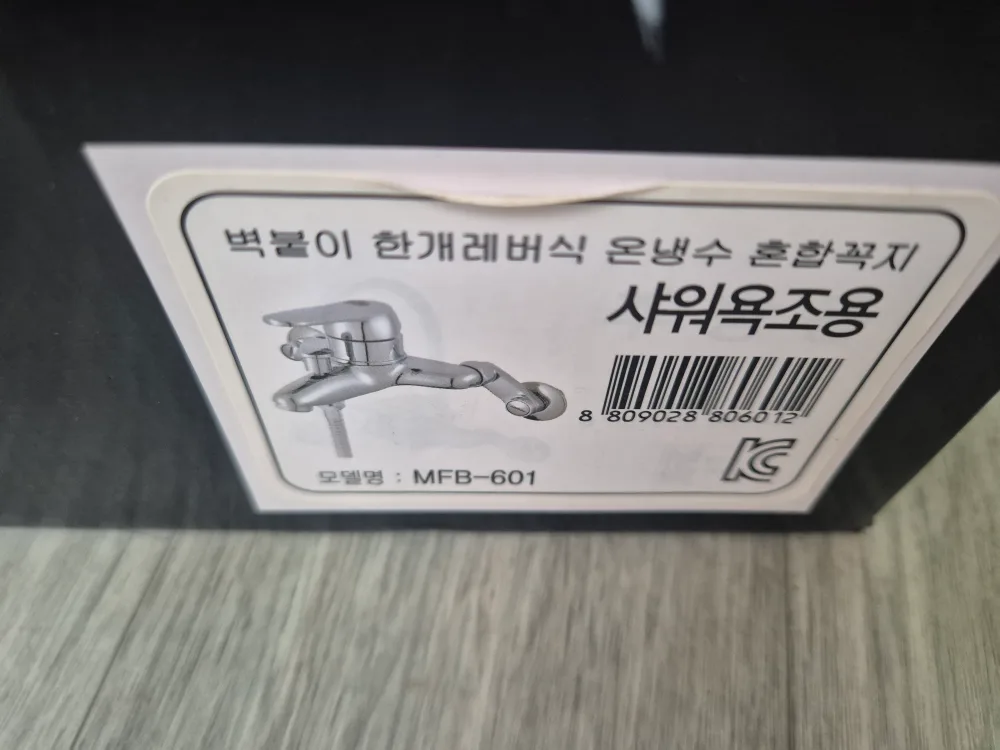 벽붙이 한개레버식 온냉수 혼합꼭지
샤워욕조용
8 809028 806012
모델명 : MFB-601
KC